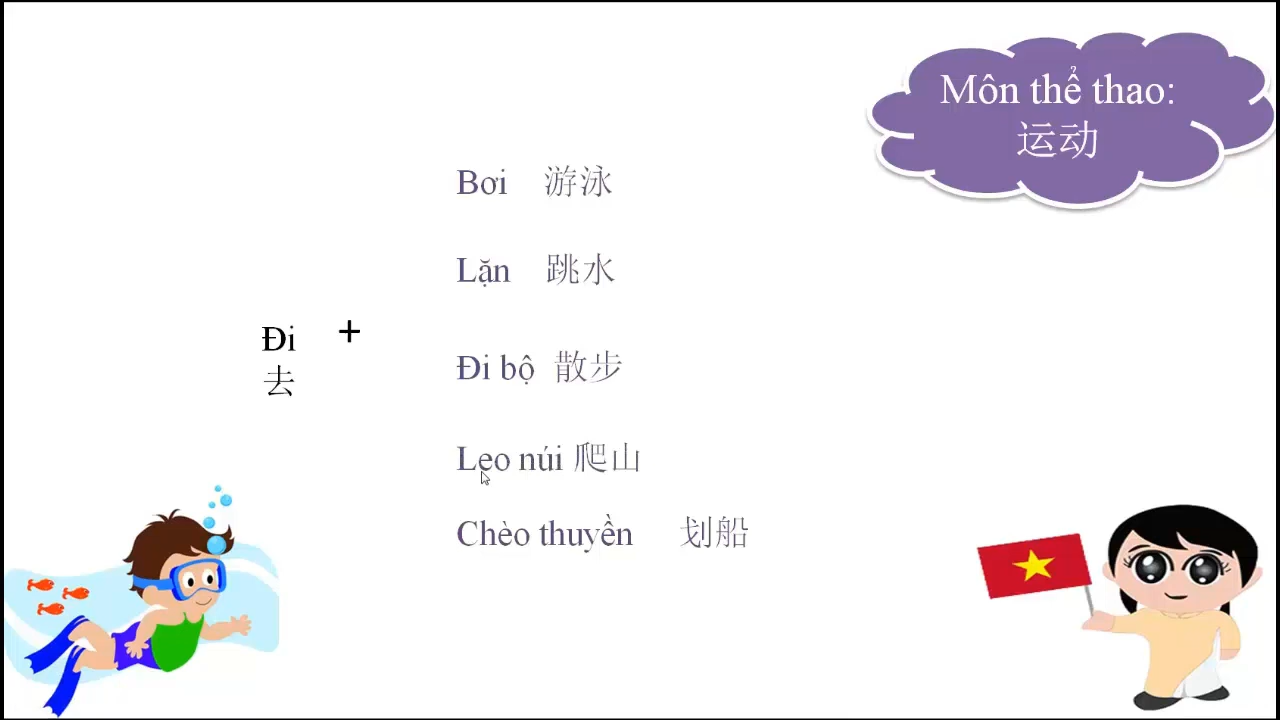 Môn thể thao:
运动
Bơi 游泳
Lặn 跳水
Đi +
去
Đi bộ 散步
Leo núi 爬山
Chèo thuyền 划船